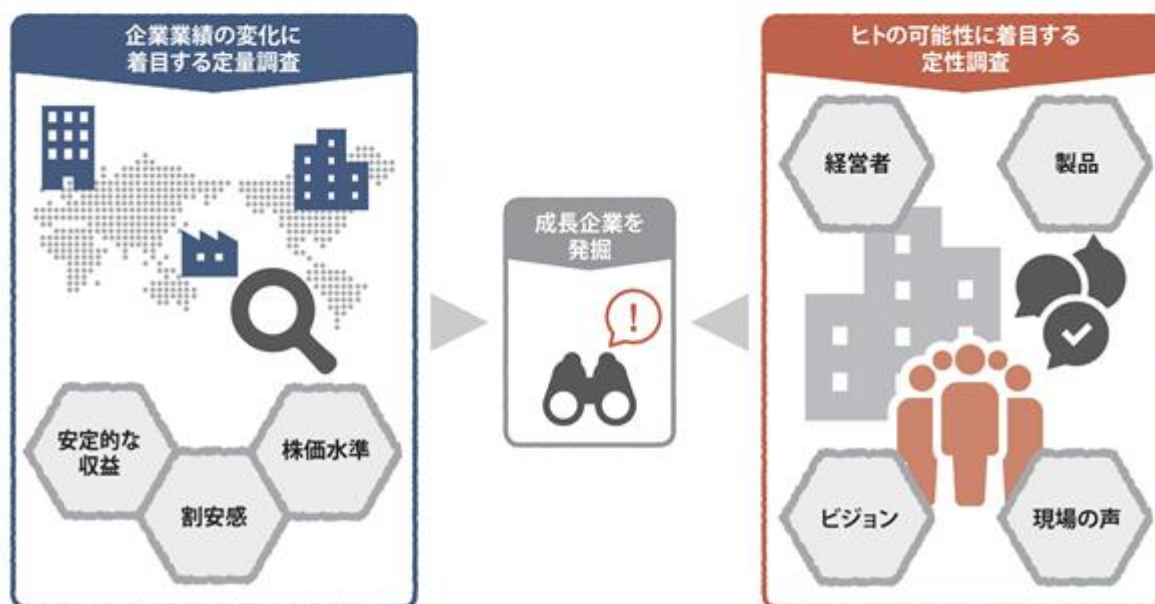 企業業績の変化に
着目する定量調査
安定的な
収益
割安感
株価水準
成長企業を
発掘
!
ヒトの可能性に着目する
定性調査
経営者
製品
ビジョン
現場の声